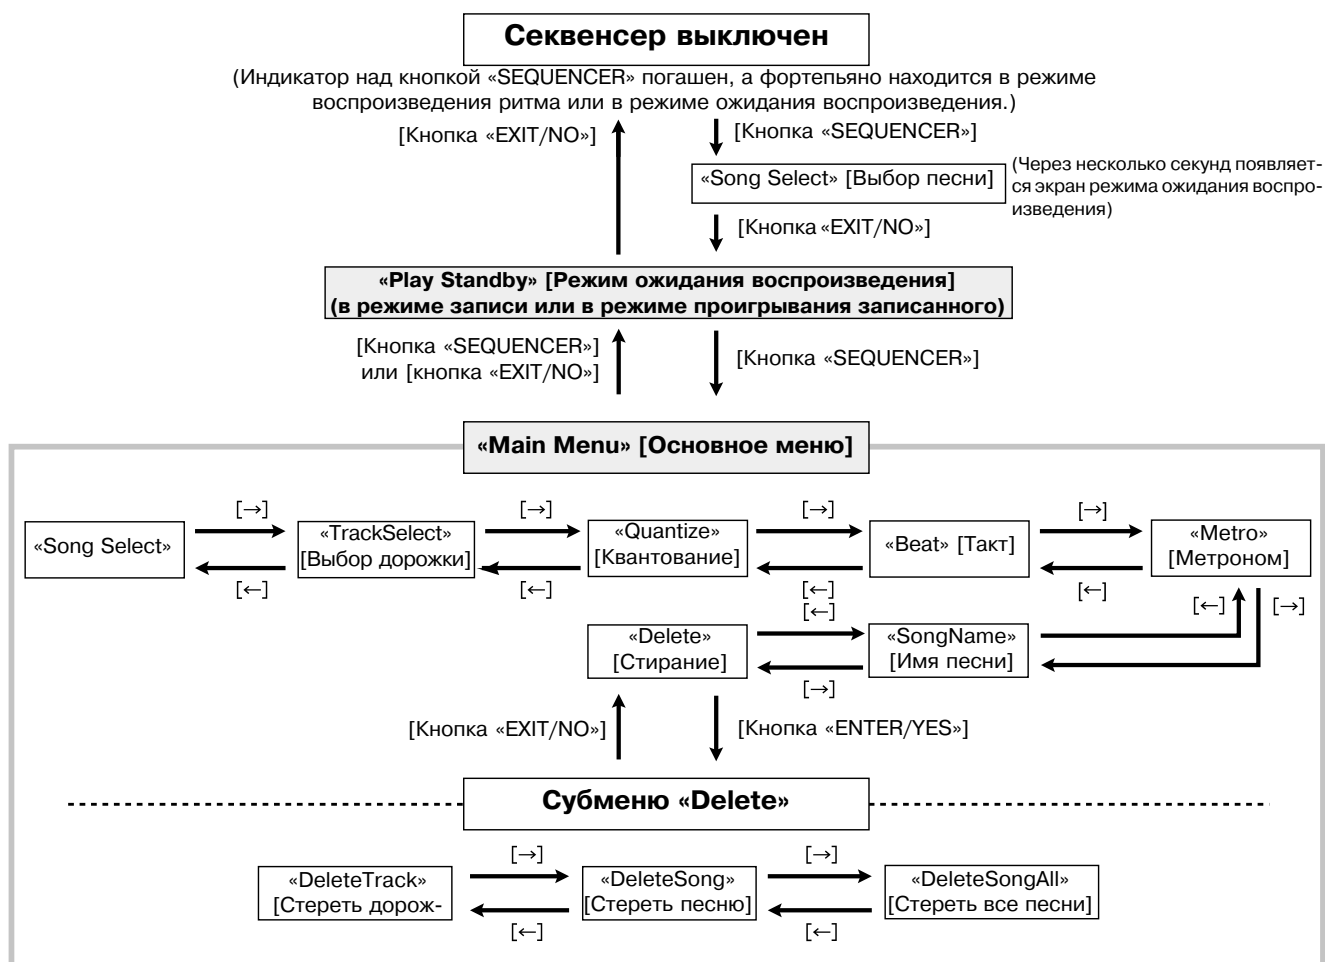 Секвенсер выключен
(Индикатор над кнопкой «SEQUENCER» погашен, а фортепьяно находится в режиме
воспроизведения ритма или в режиме ожидания воспроизведения.)
[Кнопка «EXIT/NO»]
[Кнопка «SEQUENCER»]
«Song Select» [Выбор песни]
(Через несколько секунд появляет-
ся экран режима ожидания воспро-
изведения)
[Кнопка «EXIT/NO»]
«Play Standby» [Режим ожидания воспроизведения]
(в режиме записи или в режиме проигрывания записанного)
[Кнопка «SEQUENCER»]
или [кнопка «EXIT/NO»]
[Кнопка «SEQUENCER»]
«Main Menu» [Основное меню]
[→]
[→]
[→]
[→]
«Song Select»
«TrackSelect»
[Выбор дорожки]
«Quantize»
[Квантование]
«Beat» [Такт]
«Metro»
[Метроном]
[←]
[←]
[←]
[←]
[←]
[←]
[→]
«Delete»
[Стирание]
«SongName»
[Имя песни]
[→]
[Кнопка «EXIT/NO»]
[Кнопка «ENTER/YES»]
Субменю «Delete»
[→]
[→]
«DeleteTrack»
[Стереть дорож-
«DeleteSong»
[Стереть песню]
«DeleteSongAll»
[Стереть все песни]
[←]
[←]